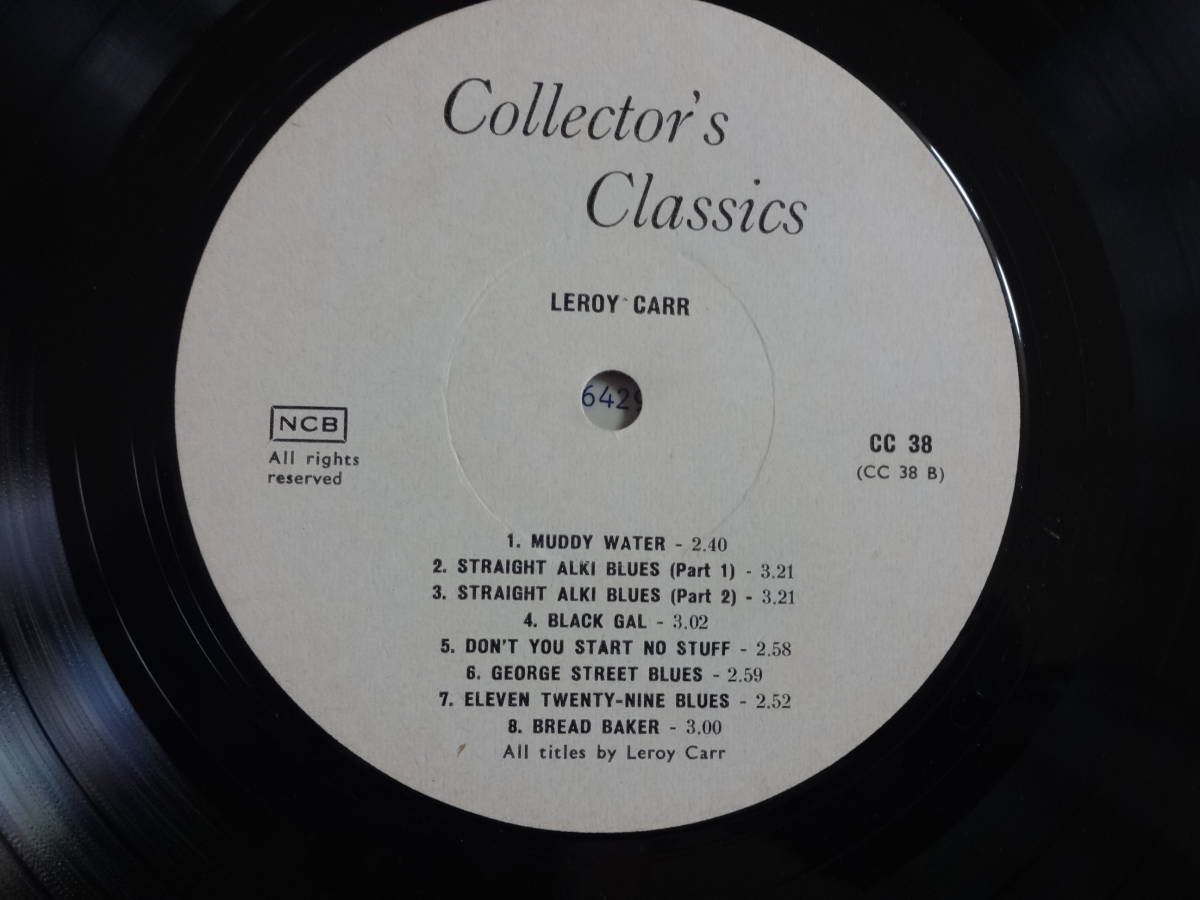 Collector's
Classics
LEROY CARR
6429
NCB
All rights
reserved
CC 38
(CC 38 B)
1. MUDDY WATER - 2.40
2. STRAIGHT ALKI BLUES (Part 1) - 3.21
3. STRAIGHT ALKI BLUES (Part 2) - 3.21
4. BLACK GAL - 3.02
5. DON'T YOU START NO STUFF - 2.58
6. GEORGE STREET BLUES - 2.59
7. ELEVEN TWENTY-NINE BLUES - 2.52
8. BREAD BAKER - 3.00
All titles by Leroy Carr